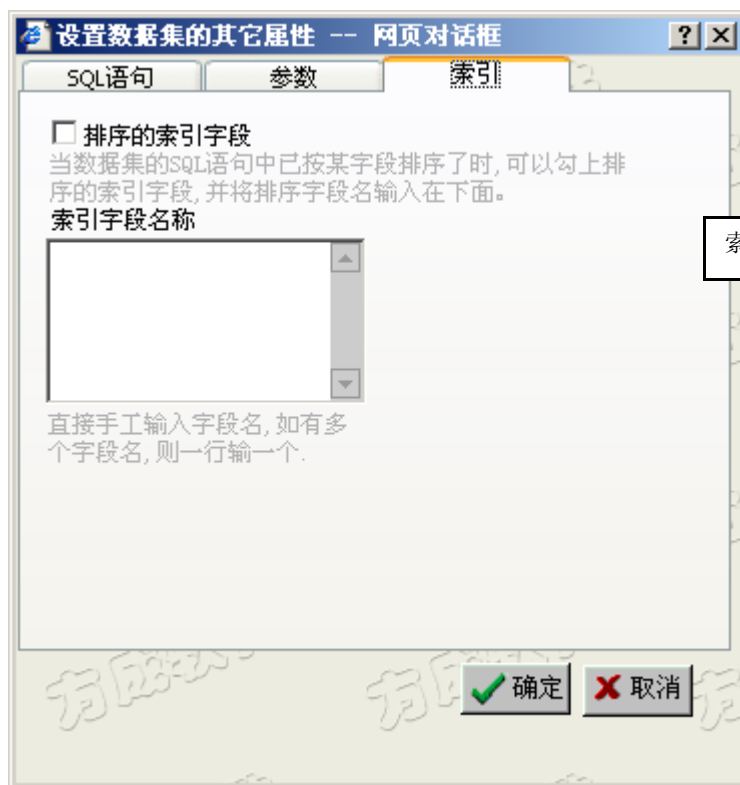 设置数据集的其它属性 -- 网页对话框
SQL语句
参数
索引
排序的索引字段
当数据集的SQL语句中已按某字段排序了时,可以勾上排
序的索引字段,并将排序字段名输入在下面。
索引字段名称
索
直接手工输入字段名,如有多
个字段名,则一行输一个.
确定
取消